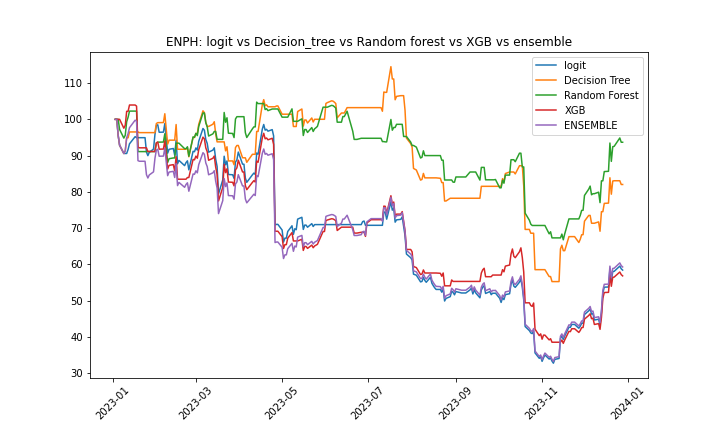 ENPH: logit vs Decision_tree vs Random forest vs XGB vs ensemble
logit
Decision Tree
Random Forest
XGB
ENSEMBLE
110
100
90
80
70
60
50
40
30
2023-01
2023-03
2023-05
2023-07
2023-09
2023-11
2024-01